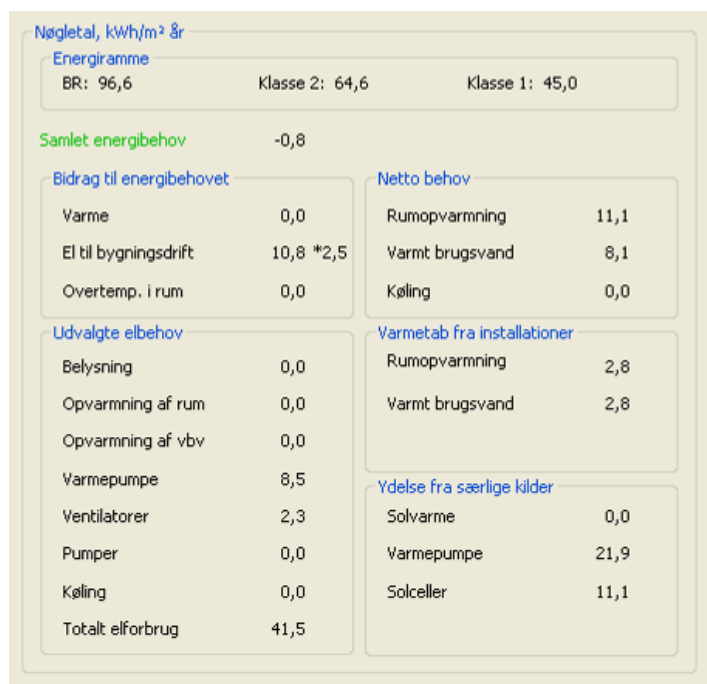 Nøgletal, kWh/m² år
Energiramme
BR: 96,6 Klasse 2: 64,6 Klasse 1: 45,0
Samlet energibehov -0,8
Bidrag til energibehovet
Varme 0,0
El til bygningsdrift 10,8 *2,5
Overtemp. i rum 0,0
Netto behov
Rumopvarmning 11,1
Varmt brugsvand 8,1
Køling 0,0
Udvalgte elbehov
Belysning 0,0
Opvarmning af rum 0,0
Opvarmning af vbv 0,0
Varmepumpe 8,5
Ventilatorer 2,3
Pumper 0,0
Køling 0,0
Totalt elforbrug 41,5
Varmetab fra installationer
Rumopvarmning 2,8
Varmt brugsvand 2,8
Ydelse fra særlige kilder
Solvarme 0,0
Varmepumpe 21,9
Solceller 11,1